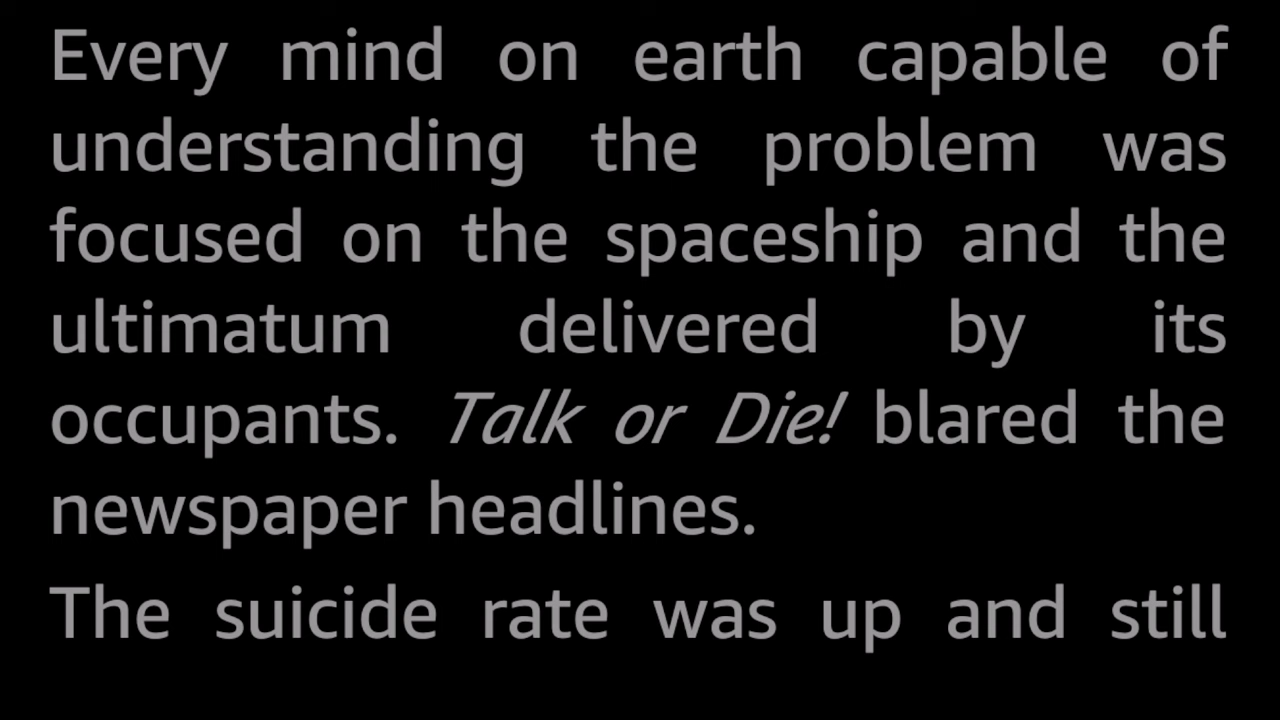 Every mind on earth capable of
understanding the problem was
focused on the spaceship and the
ultimatum delivered by its
occupants. Talk or Die! blared the
newspaper headlines.
The suicide rate was up and still